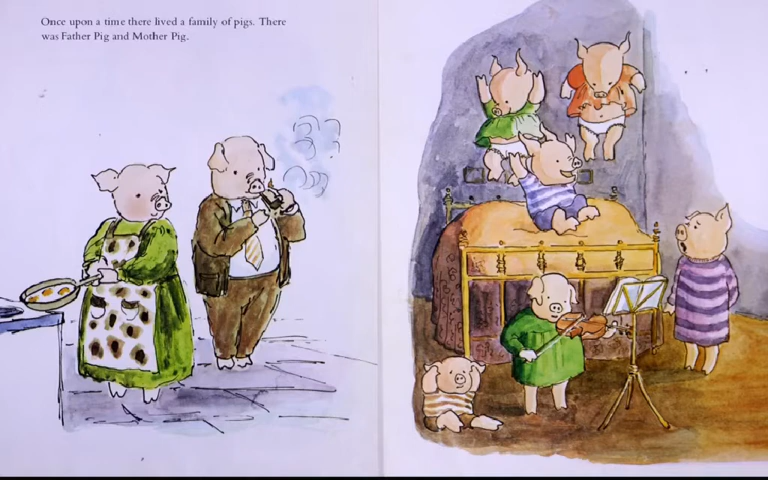 Once upon a time there lived a family of pigs. There
was Father Pig and Mother Pig.